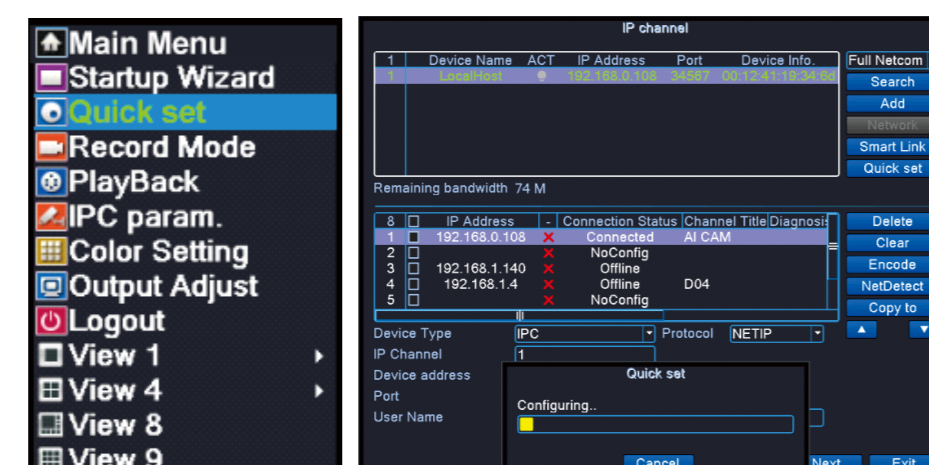 Main Menu
Startup Wizard
Quick set
Record Mode
PlayBack
IPC param.
Color Setting
Output Adjust
Logout
View 1
View 4
View 8
View 9
IP channel
1 Device Name ACT IP Address Port Device Info.
1 LocalHost 192.168.0.108 34567 00:12:41:19:34:6d
Full Netcom
Search
Add
Network
Smart Link
Quick set
Remaining bandwidth 74 M
8 IP Address - Connection Status Channel Title Diagnosis
1 192.168.0.108 Connected AI CAM
2 NoConfig
3 192.168.1.140 Offline
4 192.168.1.4 Offline D04
5 NoConfig
Delete
Clear
Encode
NetDetect
Copy to
Device Type IPC Protocol NETIP
IP Channel 1
Device address
Port
User Name
Quick set
Configuring..
Cancel
Next
Exit